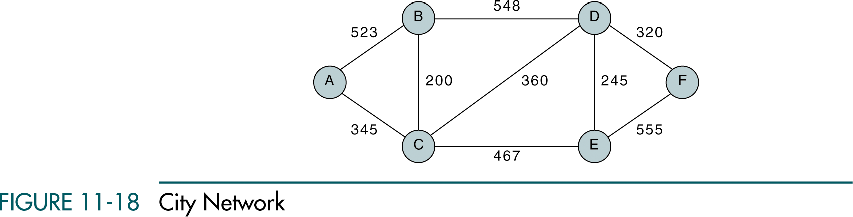 B 548 D
523 320
A 200 360 245 F
345 555
C 467 E
FIGURE 11-18 City Network